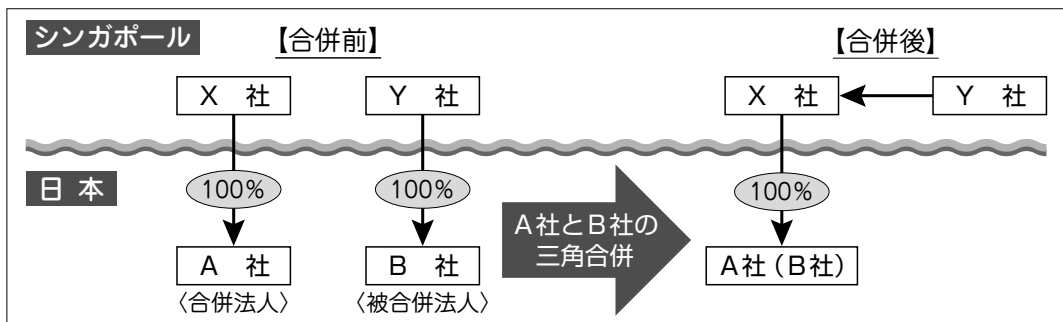 シンガポール
【合併前】
【合併後】
X 社
Y 社
X 社
Y 社
日 本
100%
100%
100%
A社とB社の
三角合併
A 社
B 社
A社(B社)
〈合併法人〉
〈被合併法人〉